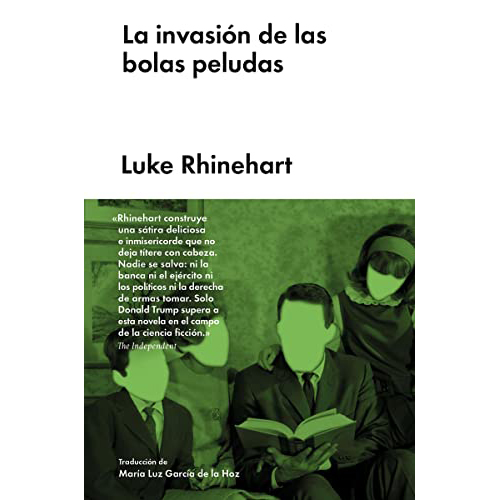 La invasión de las
bolas peludas
Luke Rhinehart
«Rhinehart construye
una sátira deliciosa
e inmisericorde que no
deja títere con cabeza.
Nadie se salva: ni la
banca ni el ejército ni
los políticos ni la derecha
de armas tomar. Solo
Donald Trump supera a
esta novela en el campo
de la ciencia ficción.»
The Independent
Traducción de
María Luz García de la Hoz